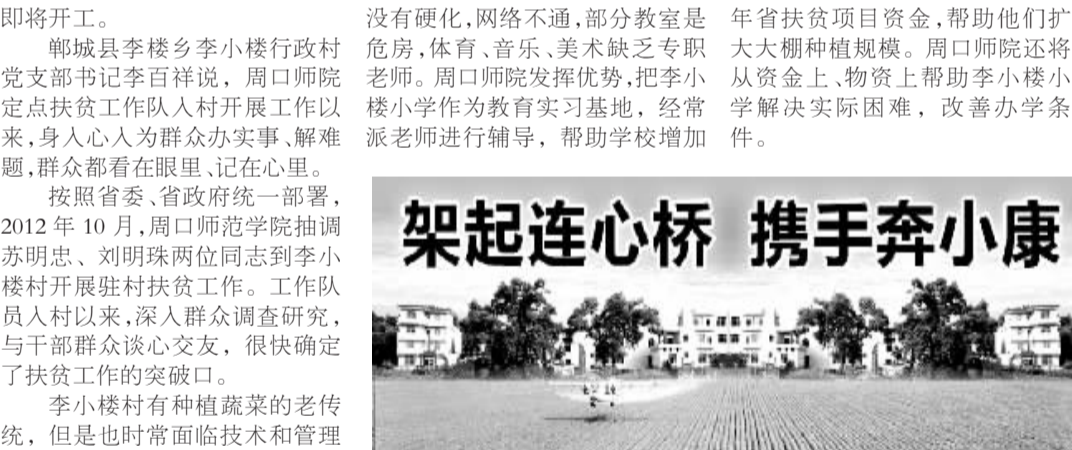 即将开工。
郸城县李楼乡李小楼行政村
党支部书记李百祥说，周口师院
定点扶贫工作队入村开展工作以
来，身入心入为群众办实事、解难
题，群众都看在眼里、记在心里。
按照省委、省政府统一部署，
2012 年 10 月，周口师范学院抽调
苏明忠、刘明珠两位同志到李小
楼村开展驻村扶贫工作。工作队
员入村以来，深入群众调查研究，
与干部群众谈心交友，很快确定
了扶贫工作的突破口。
李小楼村有种植蔬菜的老传
统，但是也时常面临技术和管理
没有硬化，网络不通，部分教室是
危房，体育、音乐、美术缺乏专职
老师。周口师院发挥优势，把李小
楼小学作为教育实习基地，经常
派老师进行辅导，帮助学校增加
年省扶贫项目资金，帮助他们扩
大大棚种植规模。周口师院还将
从资金上、物资上帮助李小楼小
学解决实际困难，改善办学条
件。
架起连心桥 携手奔小康